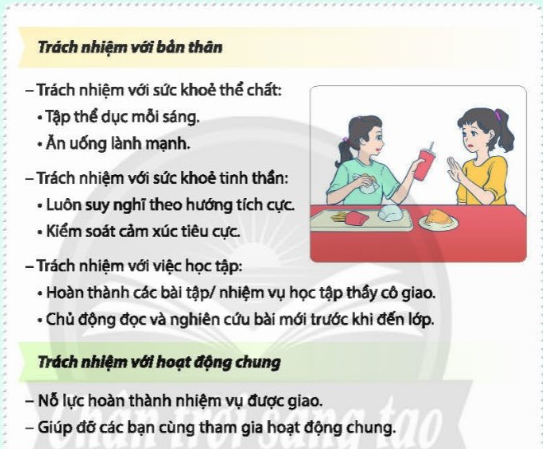 Trách nhiệm với bản thân
– Trách nhiệm với sức khoẻ thể chất:
• Tập thể dục mỗi sáng.
• Ăn uống lành mạnh.
– Trách nhiệm với sức khoẻ tinh thần:
• Luôn suy nghĩ theo hướng tích cực.
• Kiểm soát cảm xúc tiêu cực.
– Trách nhiệm với việc học tập:
• Hoàn thành các bài tập/ nhiệm vụ học tập thầy cô giao.
• Chủ động đọc và nghiên cứu bài mới trước khi đến lớp.
Trách nhiệm với hoạt động chung
– Nỗ lực hoàn thành nhiệm vụ được giao.
– Giúp đỡ các bạn cùng tham gia hoạt động chung.
Chân trời sáng tạo